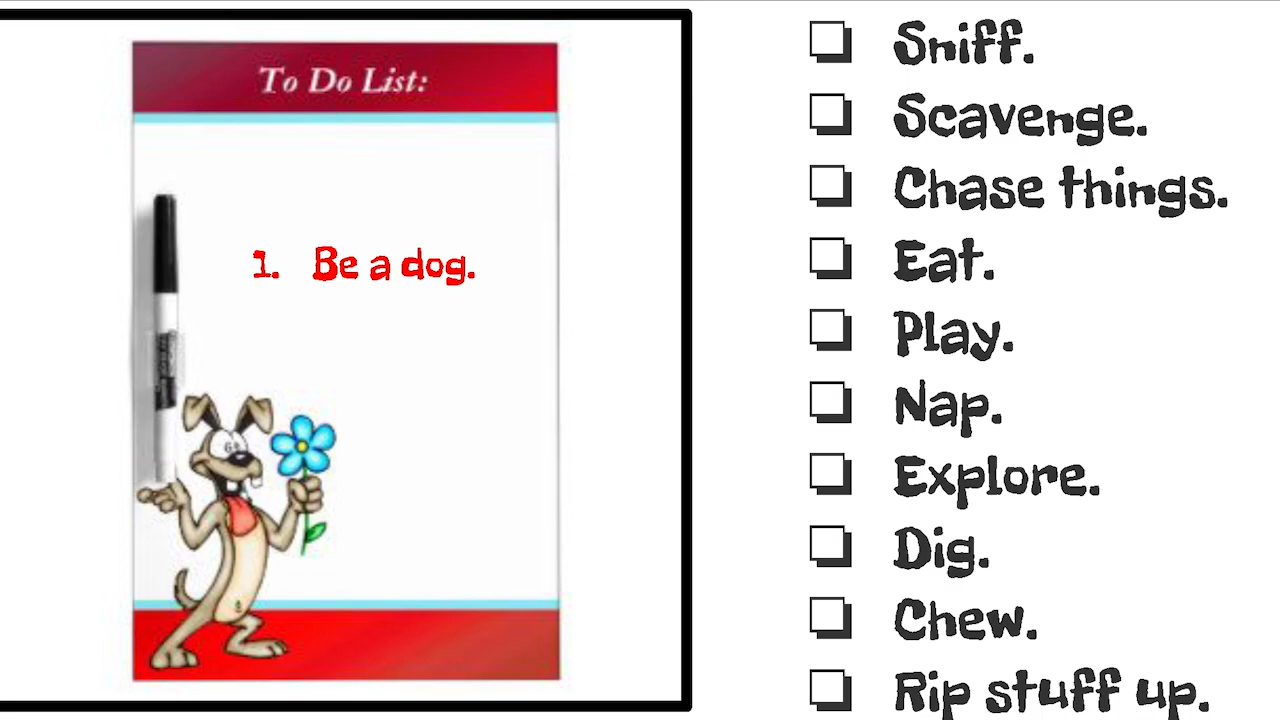 To Do List:
1. Be a dog.
Sniff.
Scavenge.
Chase things.
Eat.
Play.
Nap.
Explore.
Dig.
Chew.
Rip stuff up.